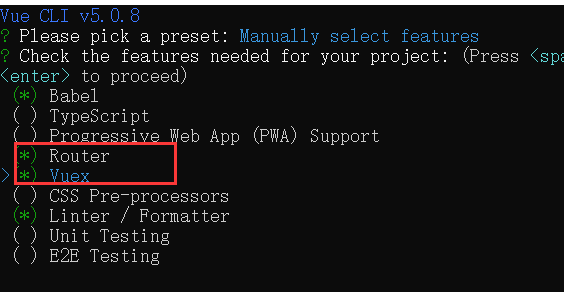 Vue CLI v5.0.8
? Please pick a preset: Manually select features
? Check the features needed for your project: (Press <spa
<enter> to proceed)
(*) Babel
( ) TypeScript
( ) Progressive Web App (PWA) Support
(*) Router
>(*) Vuex
( ) CSS Pre-processors
(*) Linter / Formatter
( ) Unit Testing
( ) E2E Testing